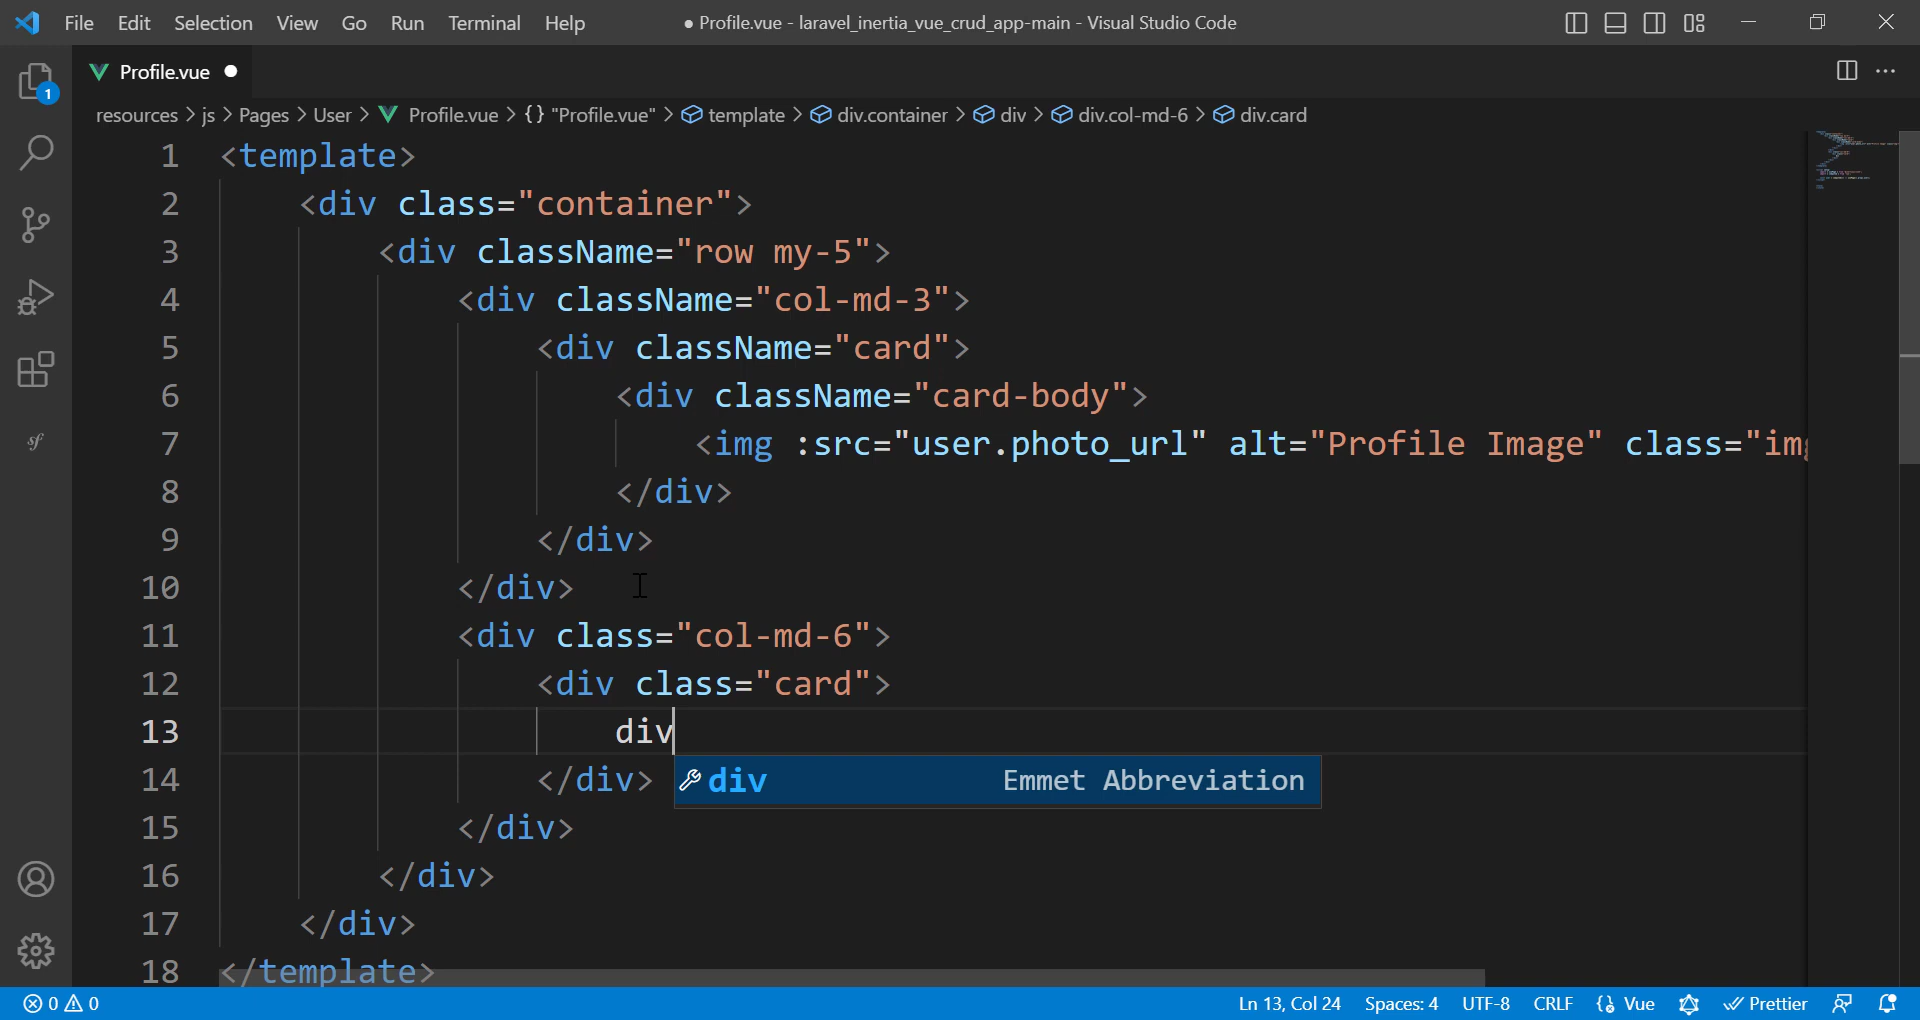 File Edit Selection View Go Run Terminal Help ● Profile.vue - laravel_inertia_vue_crud_app-main - Visual Studio Code
1
Profile.vue ●
resources > js > Pages > User > Profile.vue > {} "Profile.vue" > template > div.container > div > div.col-md-6 > div.card
1 <template>
2 <div class="container">
3 <div className="row my-5">
4 <div className="col-md-3">
5 <div className="card">
6 <div className="card-body">
7 <img :src="user.photo_url" alt="Profile Image" class="img
8 </div>
9 </div>
10 </div>
11 <div class="col-md-6">
12 <div class="card">
13 div
div Emmet Abbreviation
14 </div>
15 </div>
16 </div>
17 </div>
18 </template>
0 0 Ln 13, Col 24 Spaces: 4 UTF-8 CRLF Vue Prettier